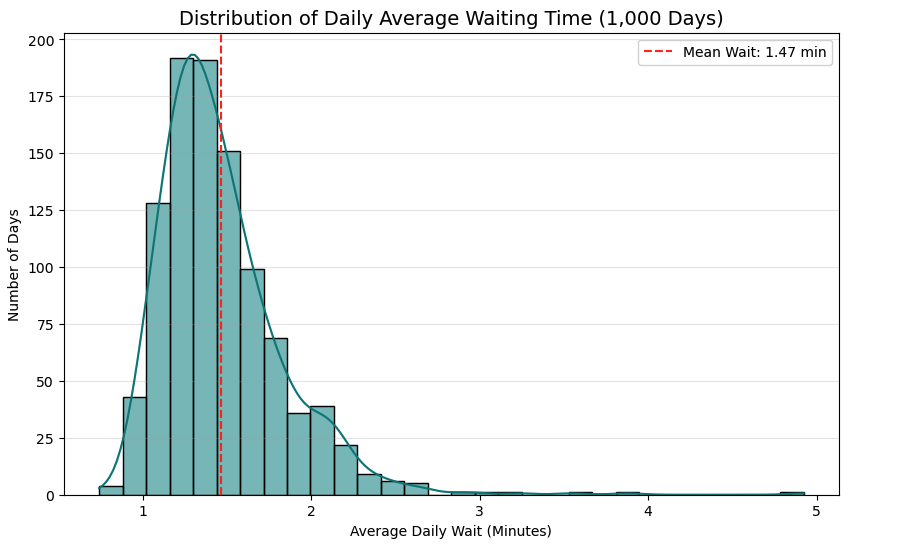 Distribution of Daily Average Waiting Time (1,000 Days)
Mean Wait: 1.47 min
200
175
150
125
100
75
50
25
0
Number of Days
1 2 3 4 5
Average Daily Wait (Minutes)